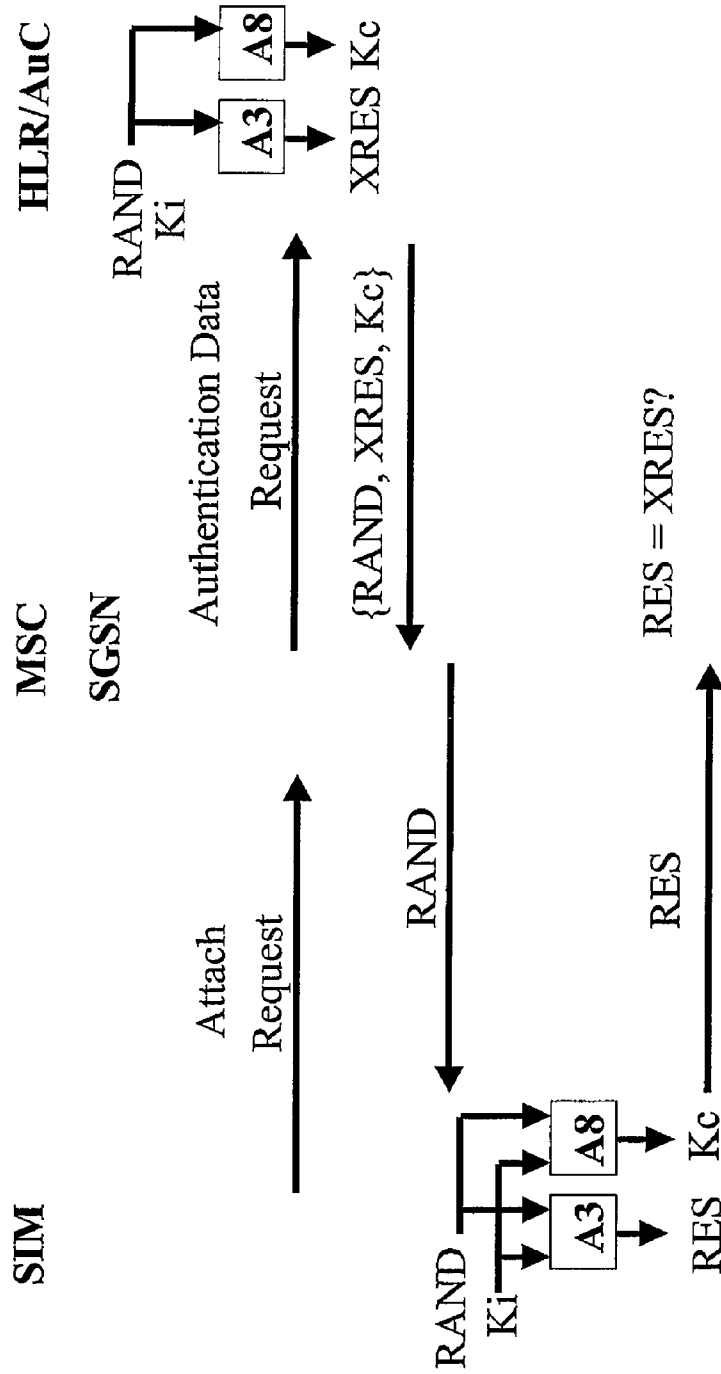 SIM
MSC
SGSN
HLR/AuC
Attach
Request
Authentication Data
Request
RAND
Ki
A3
A8
XRES Kc
{RAND, XRES, Kc}
RAND
RAND
Ki
A3
A8
RES Kc
RES
RES = XRES?